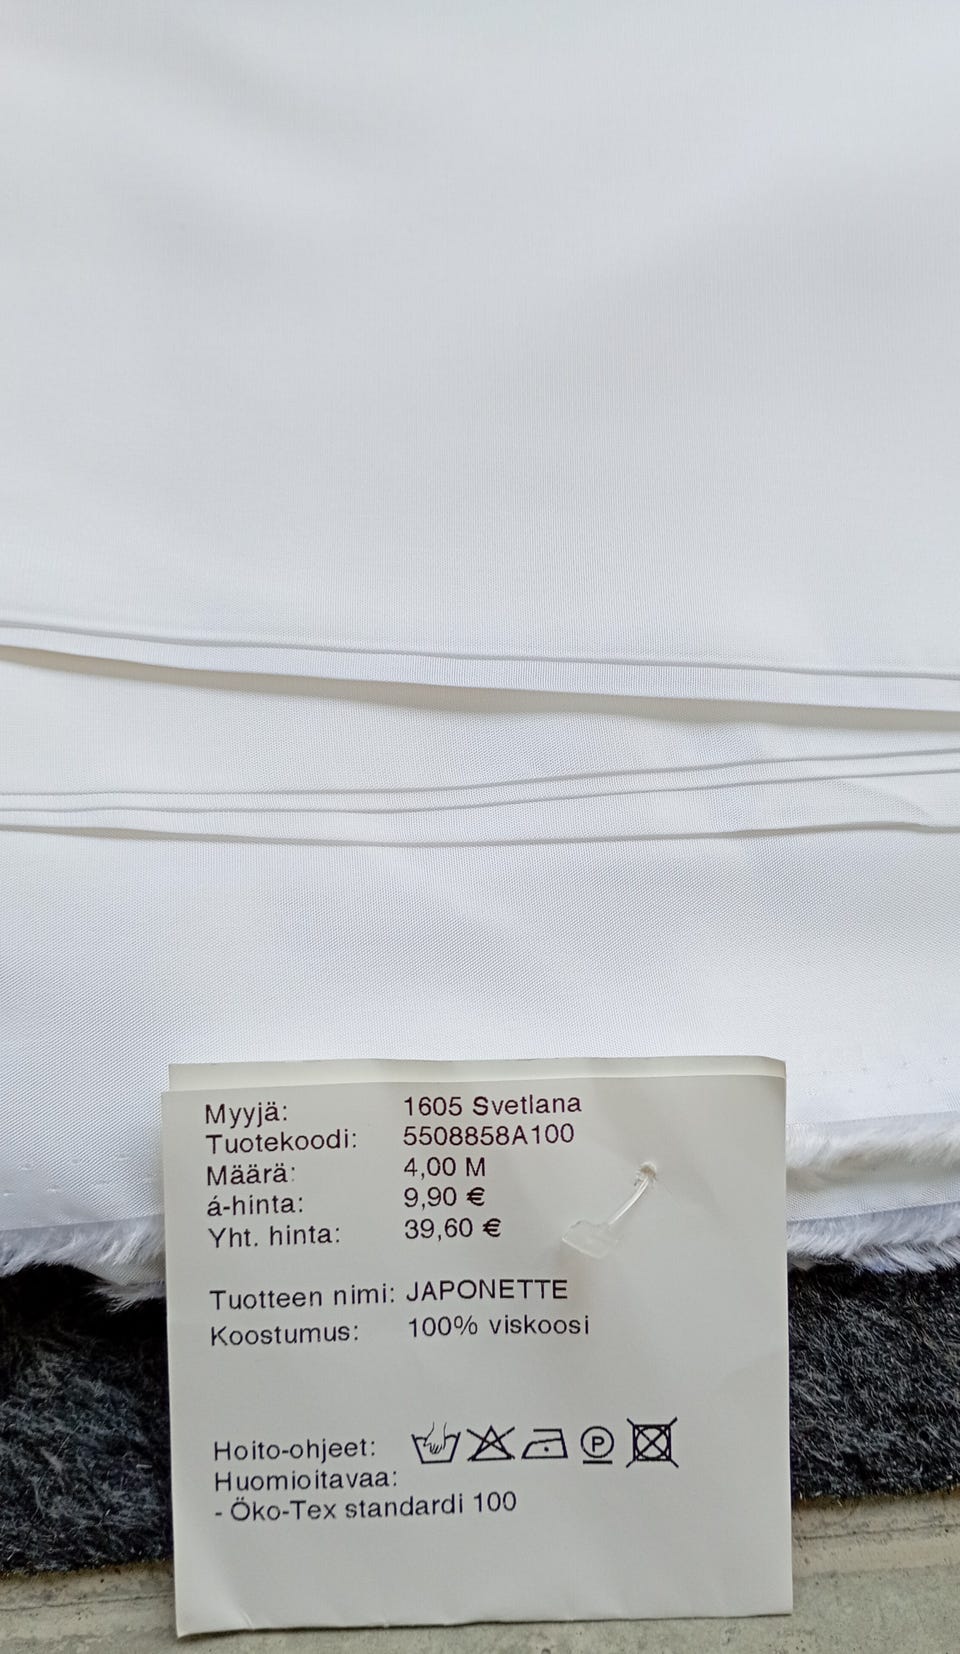 Myyjä: 1605 Svetlana
Tuotekoodi: 5508858A100
Määrä: 4,00 M
á-hinta: 9,90 €
Yht. hinta: 39,60 €
Tuotteen nimi: JAPONETTE
Koostumus: 100% viskoosi
Hoito-ohjeet: P
Huomioitavaa:
- Öko-Tex standardi 100